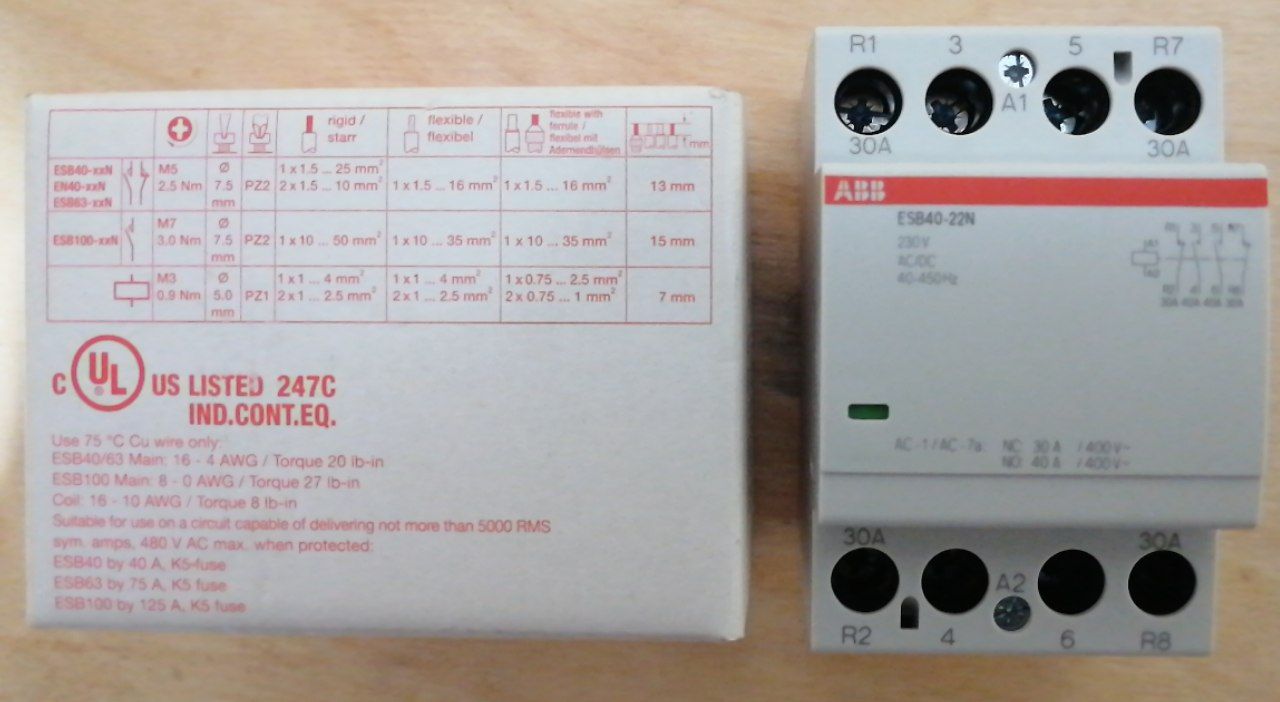 rigid / starr
flexible / flexibel
flexible with ferrule / flexibel mit Aderendhülsen
mm
ESB40-xxN
EN40-xxN
ESB63-xxN
M5
2.5 Nm
Ø 7.5 mm
PZ2
1 x 1.5 ... 25 mm²
2 x 1.5 ... 10 mm²
1 x 1.5 ... 16 mm²
1 x 1.5 ... 16 mm²
13 mm
ESB100-xxN
M7
3.0 Nm
Ø 7.5 mm
PZ2
1 x 10 ... 50 mm²
1 x 10 ... 35 mm²
1 x 10 ... 35 mm²
15 mm
M3
0.9 Nm
Ø 5.0 mm
PZ1
1 x 1 ... 4 mm²
2 x 1 ... 2.5 mm²
1 x 1 ... 4 mm²
2 x 1 ... 2.5 mm²
1 x 0.75 ... 2.5 mm²
2 x 0.75 ... 1 mm²
7 mm
C UL ® US LISTED 247C
IND.CONT.EQ.
Use 75 °C Cu wire only:
ESB40/63 Main: 16 - 4 AWG / Torque 20 lb-in
ESB100 Main: 8 - 0 AWG / Torque 27 lb-in
Coil: 16 - 10 AWG / Torque 8 lb-in
Suitable for use on a circuit capable of delivering not more than 5000 RMS
sym. amps, 480 V AC max. when protected:
ESB40 by 40 A, K5-fuse
ESB63 by 75 A, K5 fuse
ESB100 by 125 A, K5 fuse
R1 3 5 R7
A1
30A 30A
ABB
ESB40-22N
230V
AC/DC
40-450Hz
30A 40A 40A 30A
AC-1 / AC-7a: NC: 30 A / 400 V~
NO: 40 A / 400 V~
30A 30A
A2
R2 4 6 R8